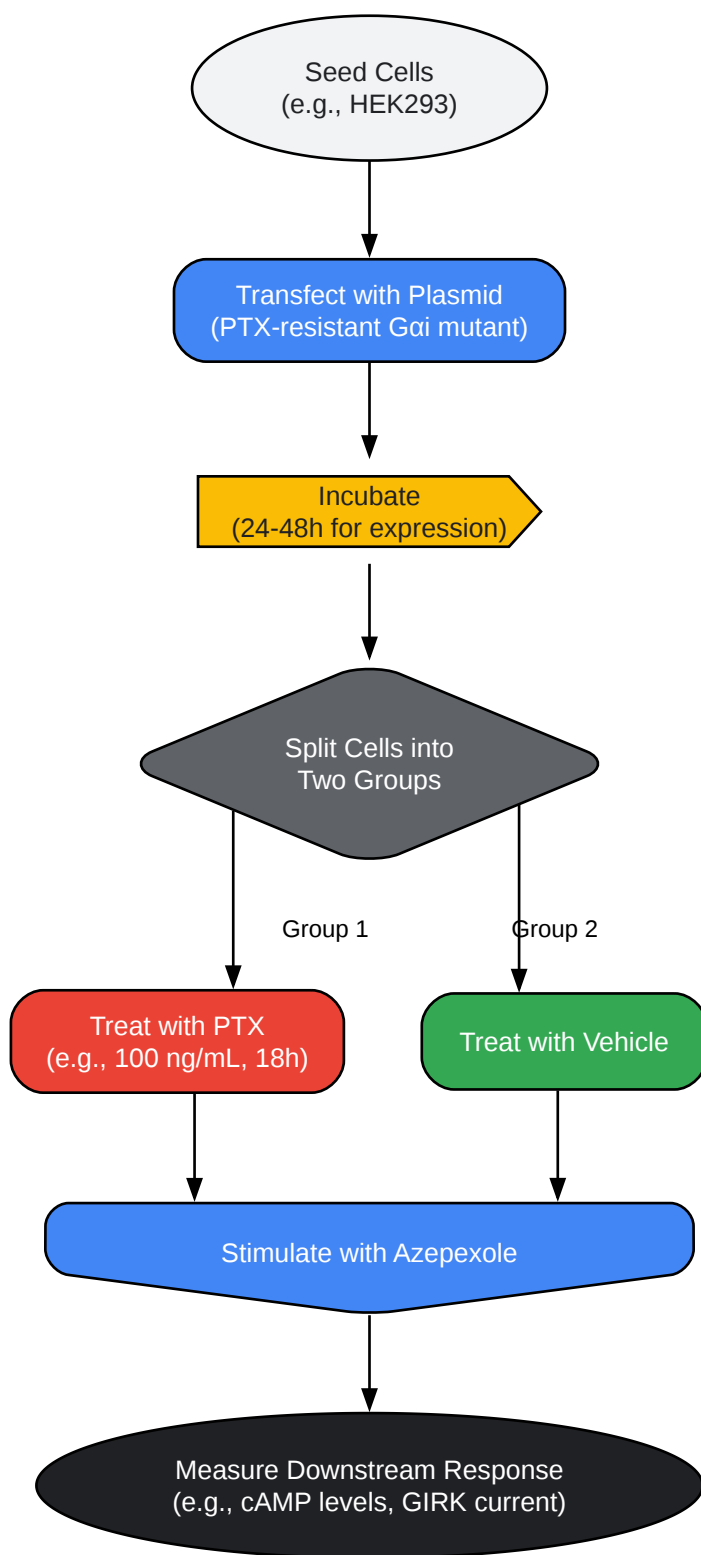 Seed Cells
(e.g., HEK293)
Transfect with Plasmid
(PTX-resistant Gαi mutant)
Incubate
(24-48h for expression)
Split Cells into
Two Groups
Group 1
Group 2
Treat with PTX
(e.g., 100 ng/mL, 18h)
Treat with Vehicle
Stimulate with Azepexole
Measure Downstream Response
(e.g., cAMP levels, GIRK current)